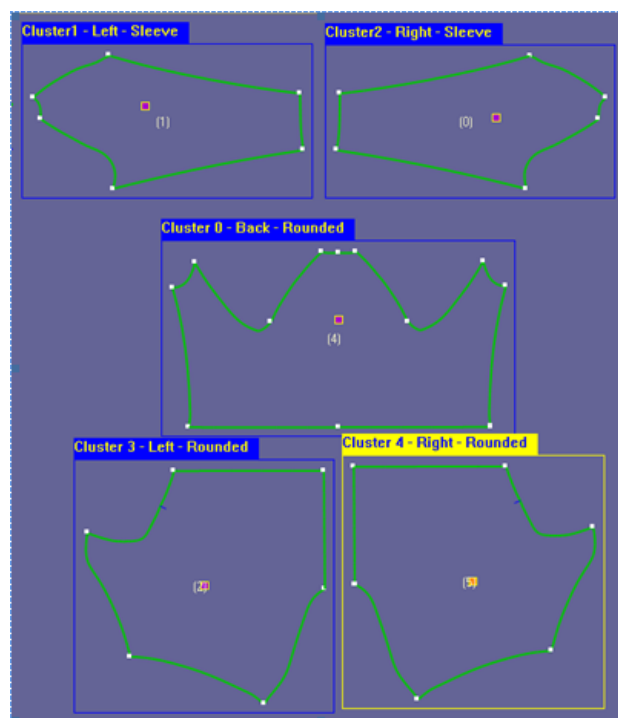 Cluster1 - Left - Sleeve
Cluster2 - Right - Sleeve
(1)
(0)
Cluster 0 - Back - Rounded
(4)
Cluster 3 - Left - Rounded
Cluster 4 - Right - Rounded
(2)